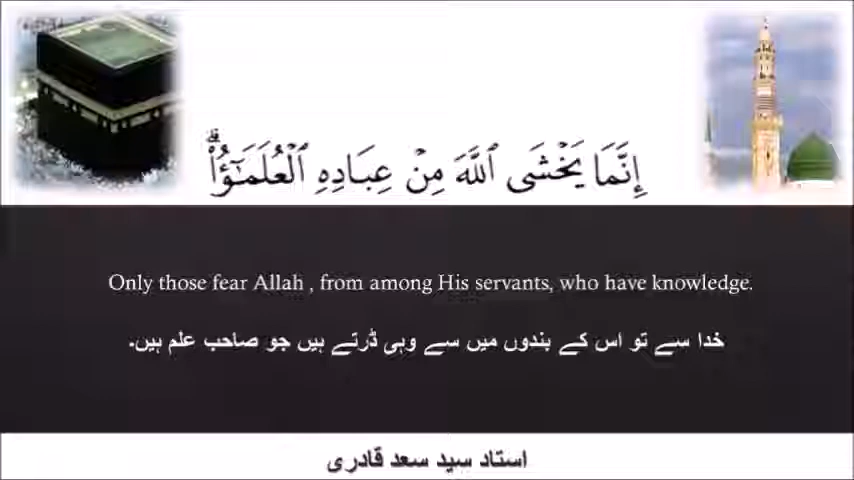 إِنَّمَا يَخْشَى ٱللَّهَ مِنْ عِبَادِهِ ٱلْعُلَمَـٰٓؤُا۟ ۗ
Only those fear Allah , from among His servants, who have knowledge.
خدا سے تو اس کے بندوں میں سے وہی ڈرتے ہیں جو صاحب علم ہیں۔
استاد سید سعد قادری